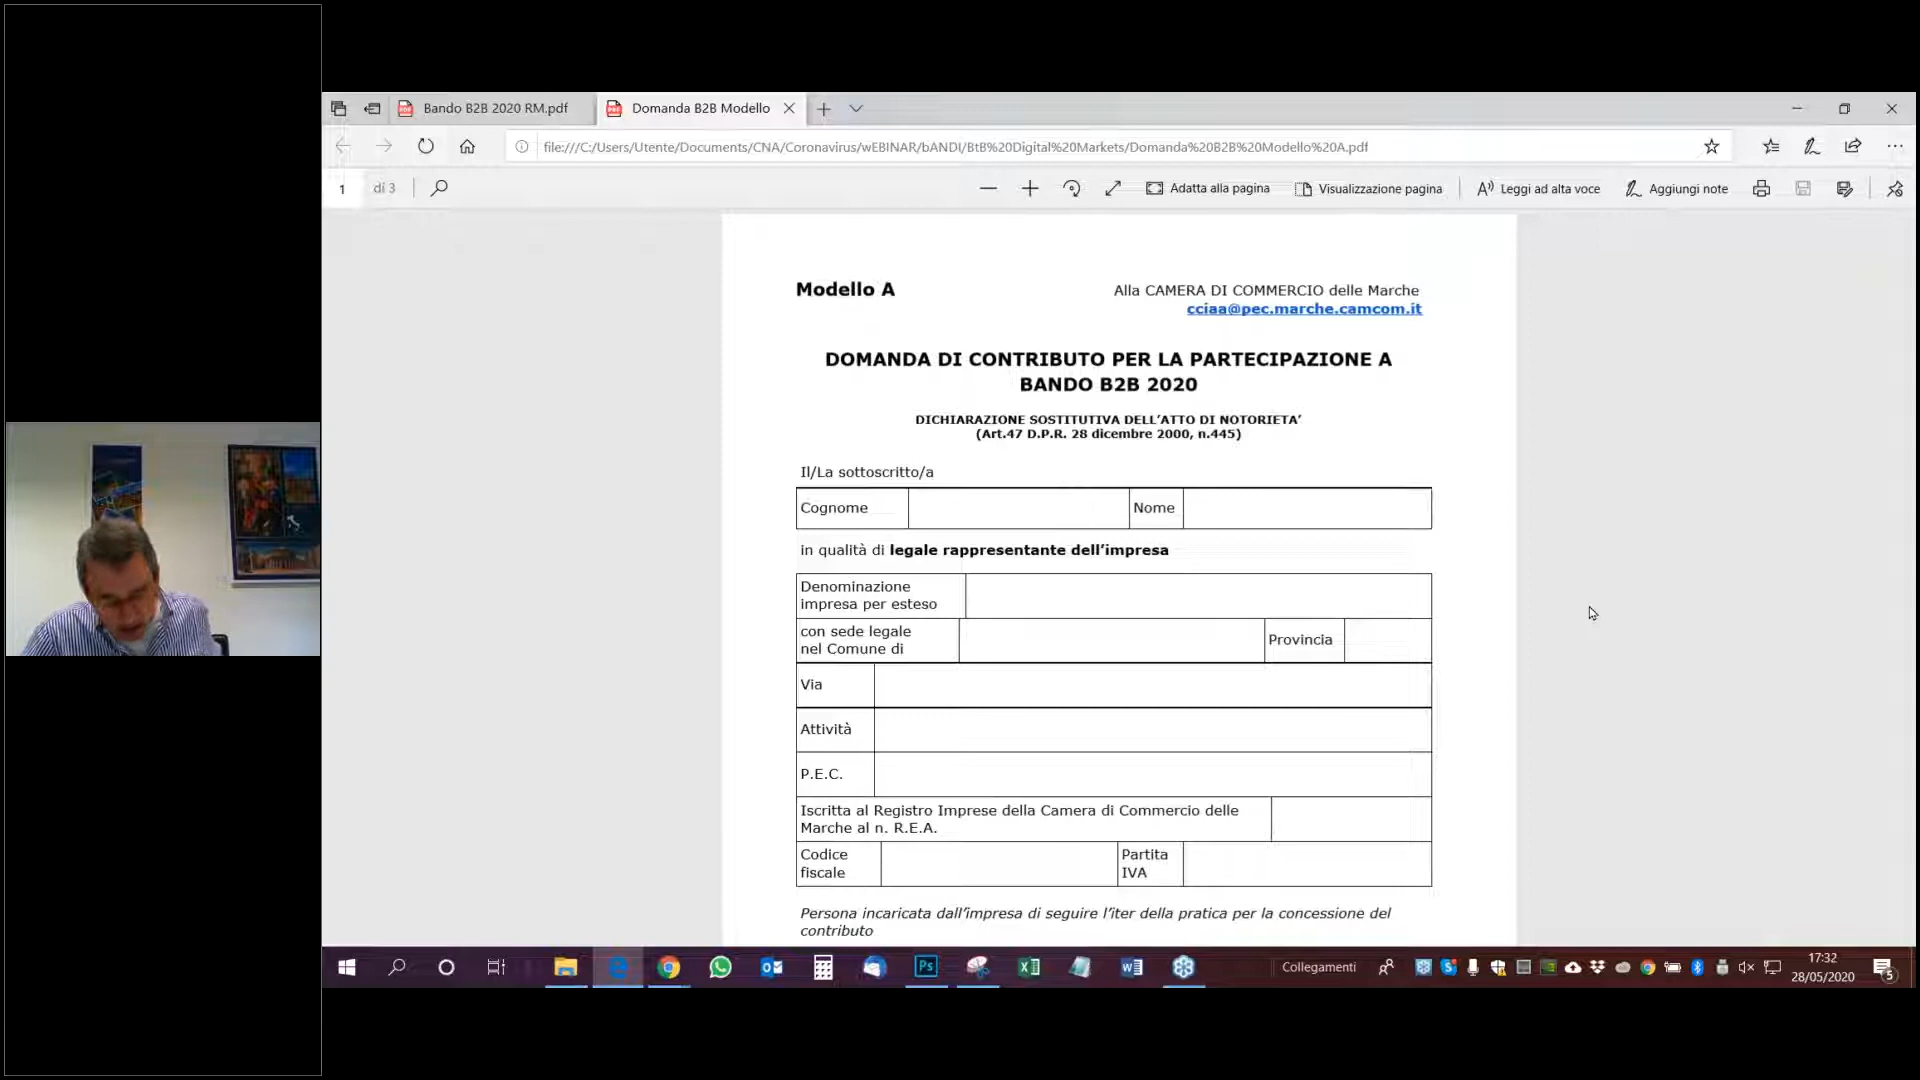 Bando B2B 2020 RM.pdf
Domanda B2B Modello
file:///C:/Users/Utente/Documents/CNA/Coronavirus/wEBINAR/bANDI/BtB%20Digital%20Markets/Domanda%20B2B%20Modello%20A.pdf
1 di 3
Adatta alla pagina
Visualizzazione pagina
Leggi ad alta voce
Aggiungi note
Modello A
Alla CAMERA DI COMMERCIO delle Marche
cciaa@pec.marche.camcom.it
DOMANDA DI CONTRIBUTO PER LA PARTECIPAZIONE A
BANDO B2B 2020
DICHIARAZIONE SOSTITUTIVA DELL'ATTO DI NOTORIETA'
(Art.47 D.P.R. 28 dicembre 2000, n.445)
Il/La sottoscritto/a
Cognome
Nome
in qualità di legale rappresentante dell'impresa
Denominazione
impresa per esteso
con sede legale
nel Comune di
Provincia
Via
Attività
P.E.C.
Iscritta al Registro Imprese della Camera di Commercio delle
Marche al n. R.E.A.
Codice
fiscale
Partita
IVA
Persona incaricata dall'impresa di seguire l'iter della pratica per la concessione del
contributo
Ps
Collegamenti
17:32
28/05/2020
5